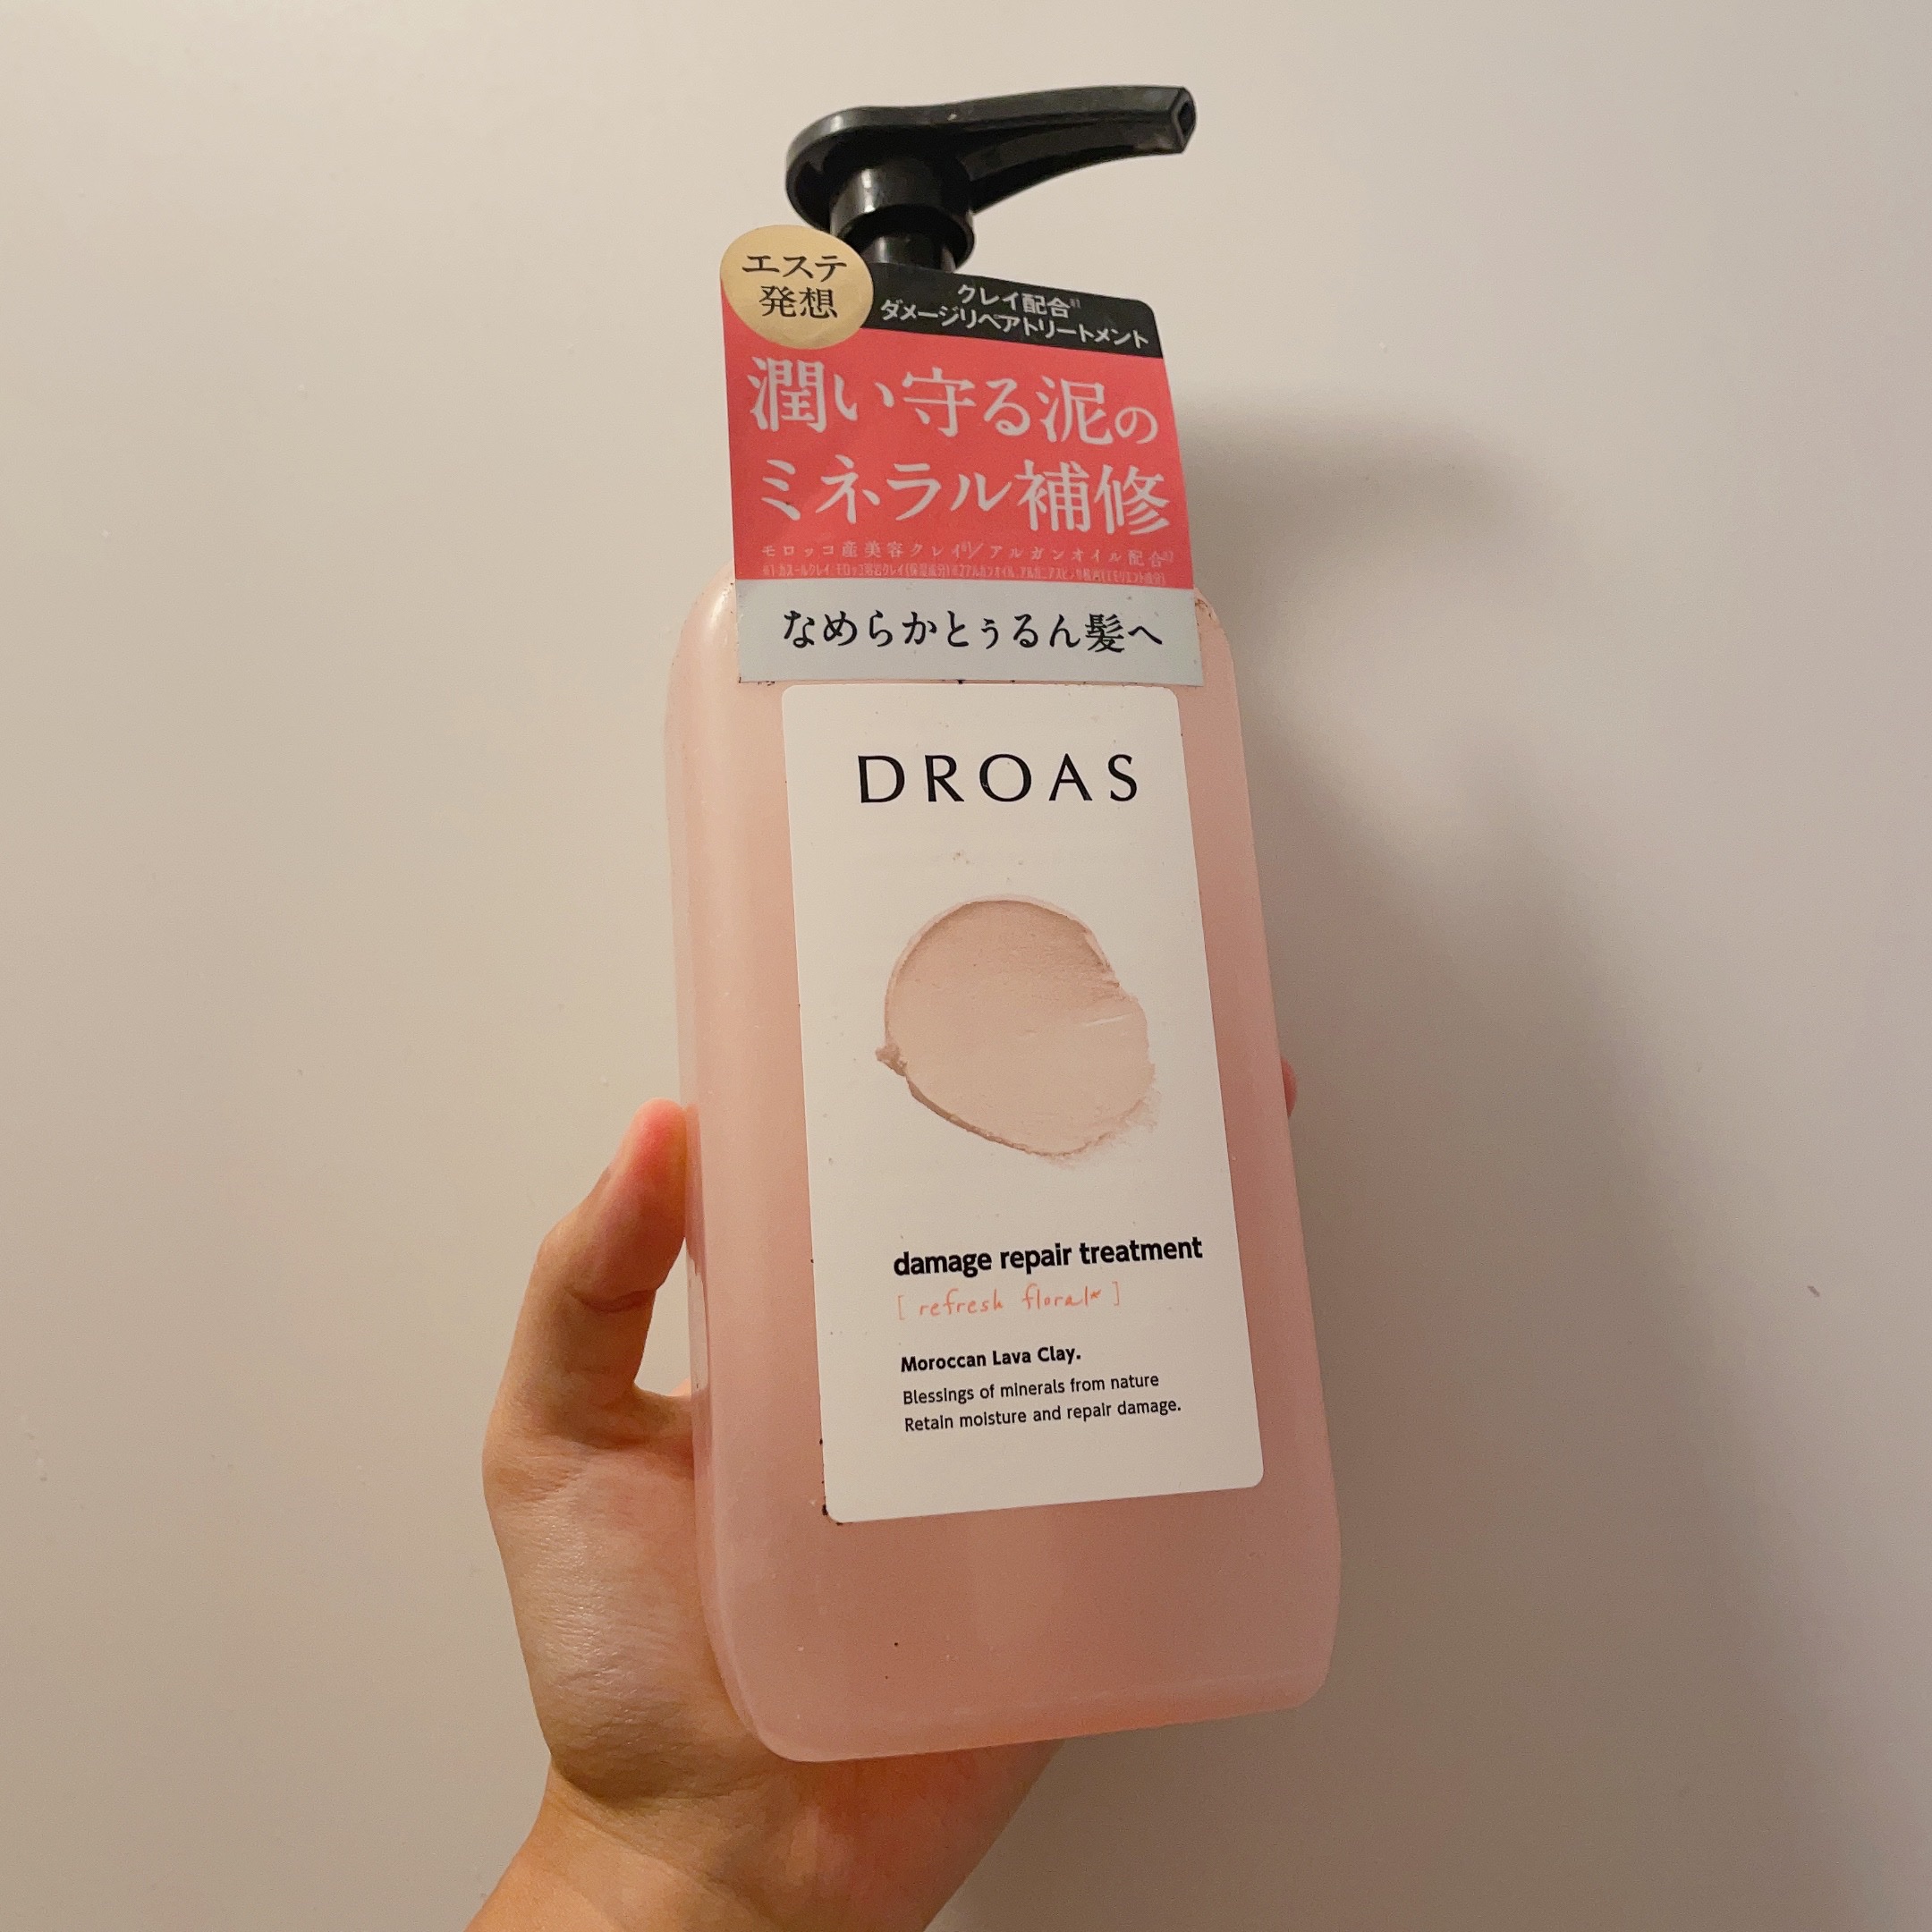 エステ
発想
クレイ配合※1
ダメージリペアトリートメント
潤い守る泥の
ミネラル補修
モロッコ産美容クレイ※1/アルガンオイル配合※2
なめらかとぅるん髪へ
DROAS
damage repair treatment
[ refresh floral* ]
Moroccan Lava Clay.
Blessings of minerals from nature
Retain moisture and repair damage.